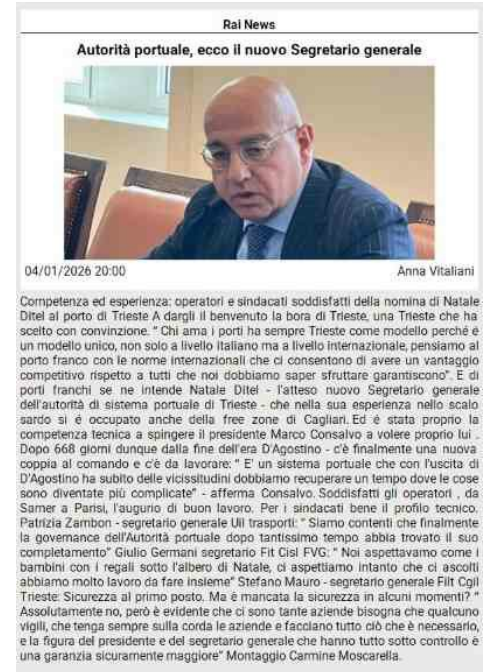 Rai News
Autorità portuale, ecco il nuovo Segretario generale
04/01/2026 20:00
Anna Vitaliani
Competenza ed esperienza: operatori e sindacati soddisfatti della nomina di Natale
Ditel al porto di Trieste A dargli il benvenuto la bora di Trieste, una Trieste che ha
scelto con convinzione. “ Chi ama i porti ha sempre Trieste come modello perché é
un modello unico, non solo a livello italiano ma a livello internazionale, pensiamo al
porto franco con le norme internazionali che ci consentono di avere un vantaggio
competitivo rispetto a tutti che noi dobbiamo saper sfruttare garantiscono”. E di
porti franchi se ne intende Natale Ditel - l'atteso nuovo Segretario generale
dell'autorità di sistema portuale di Trieste - che nella sua esperienza nello scalo
sardo si é occupato anche della free zone di Cagliari. Ed é stata proprio la
competenza tecnica a spingere il presidente Marco Consalvo a volere proprio lui .
Dopo 668 giorni dunque dalla fine dell'era D'Agostino - c'è finalmente una nuova
coppia al comando e c'è da lavorare: “ E' un sistema portuale che con l'uscita di
D'Agostino ha subito delle vicissitudini dobbiamo recuperare un tempo dove le cose
sono diventate più complicate” - afferma Consalvo. Soddisfatti gli operatori , da
Samer a Parisi, l'augurio di buon lavoro. Per i sindacati bene il profilo tecnico.
Patrizia Zambon - segretario generale Uil trasporti: “ Siamo contenti che finalmente
la governance dell'Autorità portuale dopo tantissimo tempo abbia trovato il suo
completamento” Giulio Germani segretario Fit Cisl FVG: “ Noi aspettavamo come i
bambini con i regali sotto l'albero di Natale, ci aspettiamo intanto che ci ascolti
abbiamo molto lavoro da fare insieme” Stefano Mauro - segretario generale Filt Cgil
Trieste: Sicurezza al primo posto. Ma è mancata la sicurezza in alcuni momenti? “
Assolutamente no, però è evidente che ci sono tante aziende bisogna che qualcuno
vigili, che tenga sempre sulla corda le aziende e facciano tutto ciò che è necessario,
e la figura del presidente e del segretario generale che hanno tutto sotto controllo è
una garanzia sicuramente maggiore” Montaggio Carmine Moscarella.